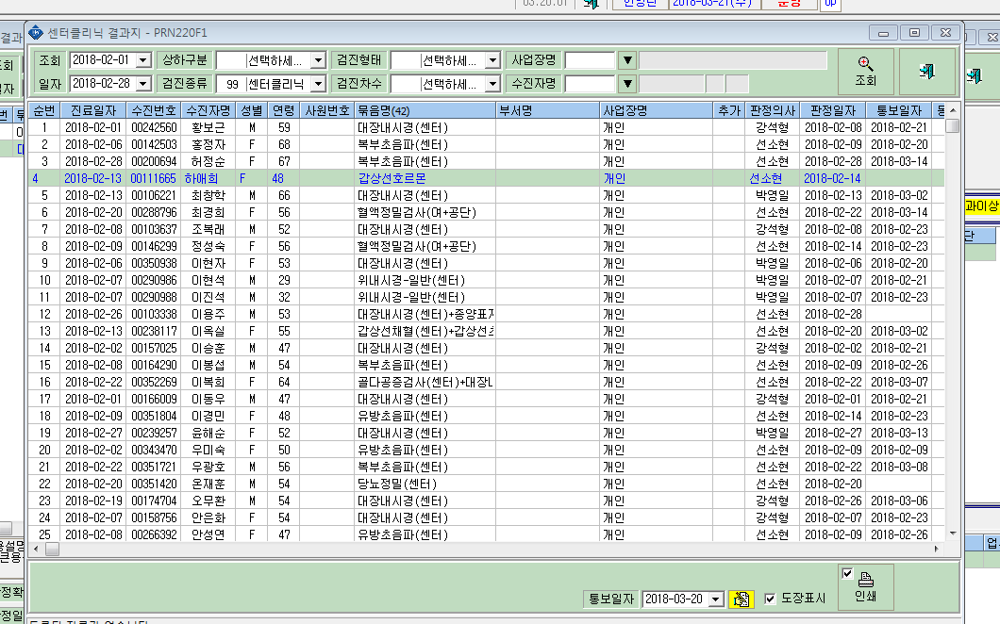 03:20:01 2018-03-21(수) 운영 op
결과 센터클리닉 결과지 - PRN220F1
조회 2018-02-01 상하구분 선택하세... 검진형태 선택하세... 사업장명 조회
일자 2018-02-28 검진종류 99 센터클리닉 검진차수 선택하세... 수진자명
순번 진료일자 수진번호 수진자명 성별 연령 사원번호 묶음명(42) 부서명 사업장명 추가 판정의사 판정일자 통보일자
1 2018-02-01 00242560 황보근 M 59 대장내시경(센터) 개인 강석형 2018-02-08 2018-02-21
2 2018-02-06 00142503 홍정자 F 68 복부초음파(센터) 개인 선소현 2018-02-09 2018-02-20
3 2018-02-28 00200694 허정순 F 67 복부초음파(센터) 개인 선소현 2018-02-28 2018-03-14
4 2018-02-13 00111665 하애희 F 48 갑상선호르몬 개인 선소현 2018-02-14
5 2018-02-13 00106221 최창학 M 66 대장내시경(센터) 개인 박영일 2018-02-13 2018-03-02
6 2018-02-20 00288796 최경희 F 56 혈액정밀검사(여+공단) 개인 선소현 2018-02-22 2018-03-14
7 2018-02-08 00103637 조복래 M 52 대장내시경(센터) 개인 강석형 2018-02-08 2018-02-23
8 2018-02-09 00146299 정성숙 F 56 혈액정밀검사(여+공단) 개인 선소현 2018-02-14 2018-02-23
9 2018-02-06 00350938 이현자 F 53 대장내시경(센터) 개인 박영일 2018-02-06 2018-02-20
10 2018-02-07 00290986 이현석 M 29 위내시경-일반(센터) 개인 박영일 2018-02-07 2018-02-21
11 2018-02-07 00290988 이진석 M 32 위내시경-일반(센터) 개인 박영일 2018-02-07 2018-02-23
12 2018-02-26 00103338 이용주 M 53 대장내시경(센터)+종양표지 개인 선소현 2018-02-28
13 2018-02-13 00238117 이옥실 F 55 갑상선채혈(센터)+갑상선초 개인 선소현 2018-02-20 2018-03-02
14 2018-02-02 00157025 이승훈 M 47 대장내시경(센터) 개인 강석형 2018-02-02 2018-02-21
15 2018-02-08 00164290 이봉섭 M 54 복부초음파(센터) 개인 선소현 2018-02-09 2018-02-26
16 2018-02-22 00352269 이복희 F 64 골다공증검사(센터)+대장내 개인 선소현 2018-02-22 2018-03-07
17 2018-02-01 00166009 이동우 M 47 대장내시경(센터) 개인 강석형 2018-02-01 2018-02-21
18 2018-02-09 00351804 이경민 F 48 유방초음파(센터) 개인 선소현 2018-02-14 2018-02-23
19 2018-02-27 00239257 윤해순 F 52 대장내시경(센터) 개인 박영일 2018-02-27 2018-03-13
20 2018-02-02 00343470 우미숙 F 50 유방초음파(센터) 개인 선소현 2018-02-09 2018-02-09
21 2018-02-22 00351721 우광호 M 56 복부초음파(센터) 개인 선소현 2018-02-22 2018-03-08
22 2018-02-20 00351420 온재훈 M 54 당뇨정밀(센터) 개인 선소현 2018-02-20
23 2018-02-19 00174704 오무환 M 54 대장내시경(센터) 개인 강석형 2018-02-26 2018-03-06
24 2018-02-07 00158756 안은화 F 54 대장내시경(센터) 개인 강석형 2018-02-07 2018-02-23
25 2018-02-08 00266392 안성연 F 47 유방초음파(센터) 개인 선소현 2018-02-09 2018-02-26
통보일자 2018-03-20 도장표시 인쇄